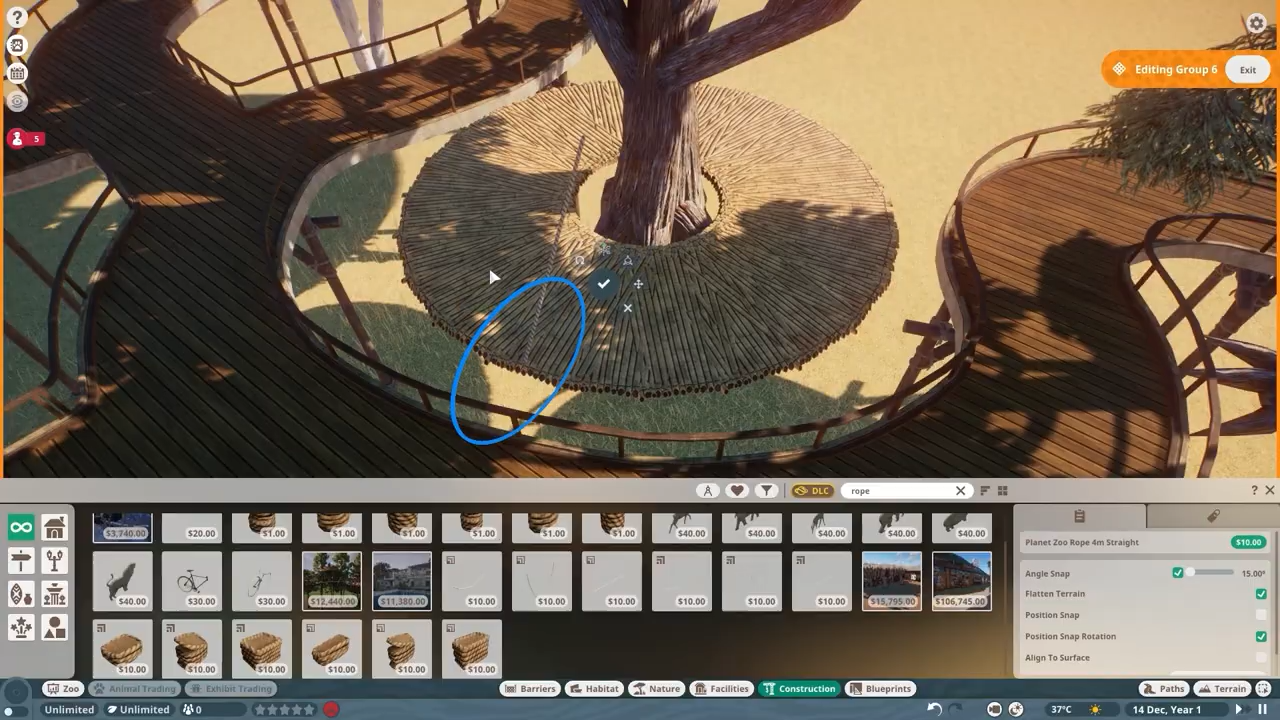 ?
Editing Group 6 Exit
5
DLC rope
? 
$3,740.00 $20.00 $1.00 $1.00 $1.00 $1.00 $1.00 $1.00 $40.00 $40.00 $40.00 $40.00 $40.00
$40.00 $30.00 $30.00 $12,440.00 $11,380.00 $10.00 $10.00 $10.00 $10.00 $10.00 $10.00 $15,795.00 $106,745.00
$10.00 $10.00 $10.00 $10.00 $10.00 $10.00
Planet Zoo Rope 4m Straight $10.00
Angle Snap 15.00°
Flatten Terrain
Position Snap
Position Snap Rotation
Align To Surface
Zoo Animal Trading Exhibit Trading Barriers Habitat Nature Facilities Construction Blueprints Paths Terrain
Unlimited Unlimited 0 37°C 14 Dec, Year 1